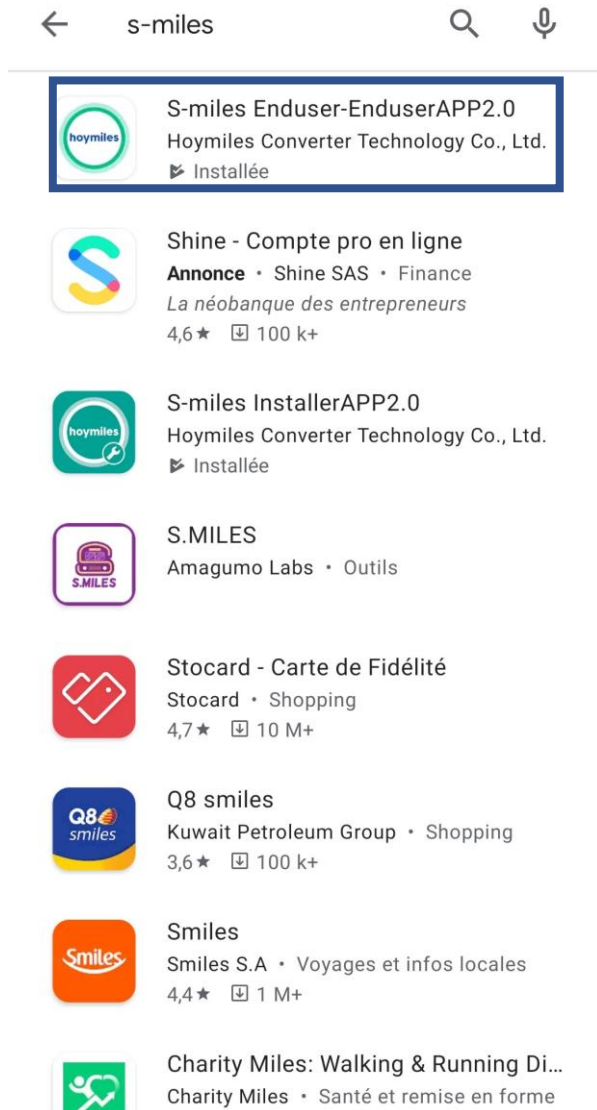 s-miles
hoymiles
S-miles Enduser-EnduserAPP2.0
Hoymiles Converter Technology Co., Ltd.
Installée
Shine - Compte pro en ligne
Annonce • Shine SAS • Finance
La néobanque des entrepreneurs
4,6★ 100 k+
hoymiles
S-miles InstallerAPP2.0
Hoymiles Converter Technology Co., Ltd.
Installée
S.MILES
S.MILES
Amagumo Labs • Outils
Stocard - Carte de Fidélité
Stocard • Shopping
4,7★ 10 M+
Q8
smiles
Q8 smiles
Kuwait Petroleum Group • Shopping
3,6★ 100 k+
Smiles
Smiles
Smiles S.A • Voyages et infos locales
4,4★ 1 M+
Charity Miles: Walking & Running Di...
Charity Miles • Santé et remise en forme